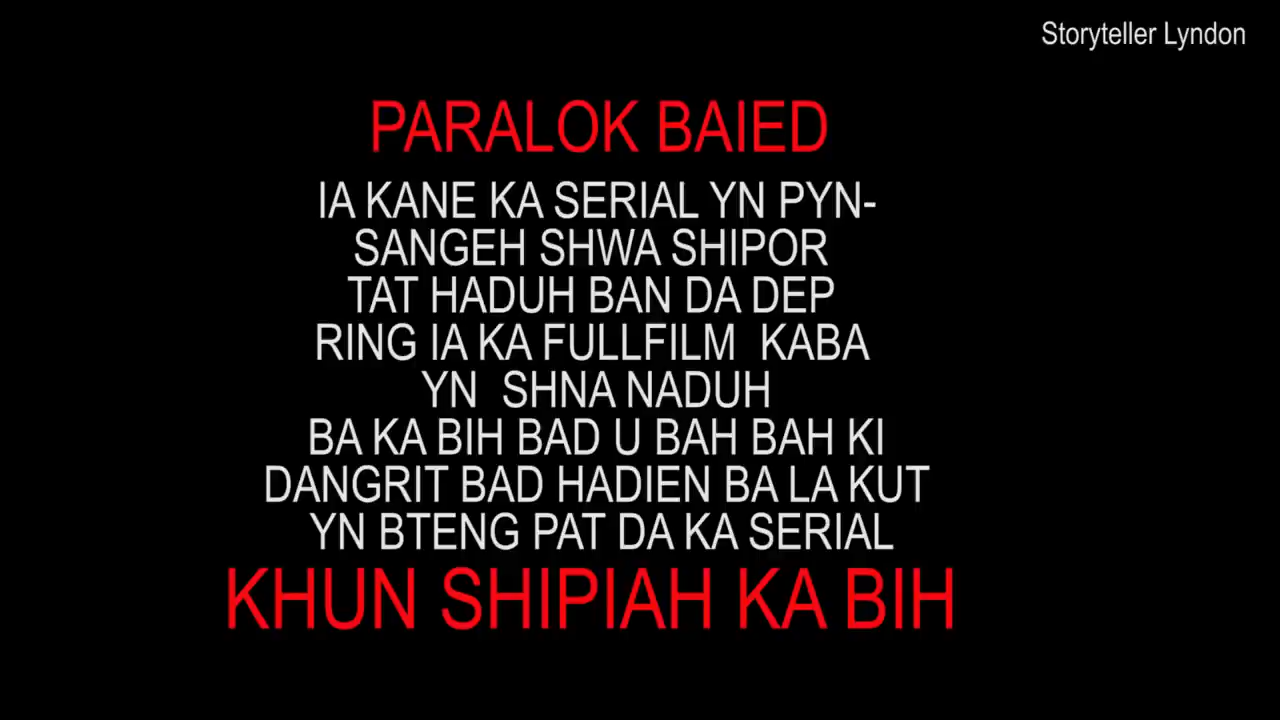 Storyteller Lyndon
PARALOK BAIED
IA KANE KA SERIAL YN PYN-
SANGEH SHWA SHIPOR
TAT HADUH BAN DA DEP
RING IA KA FULLFILM KABA
YN SHNA NADUH
BA KA BIH BAD U BAH BAH KI
DANGRIT BAD HADIEN BA LA KUT
YN BTENG PAT DA KA SERIAL
KHUN SHIPIAH KA BIH